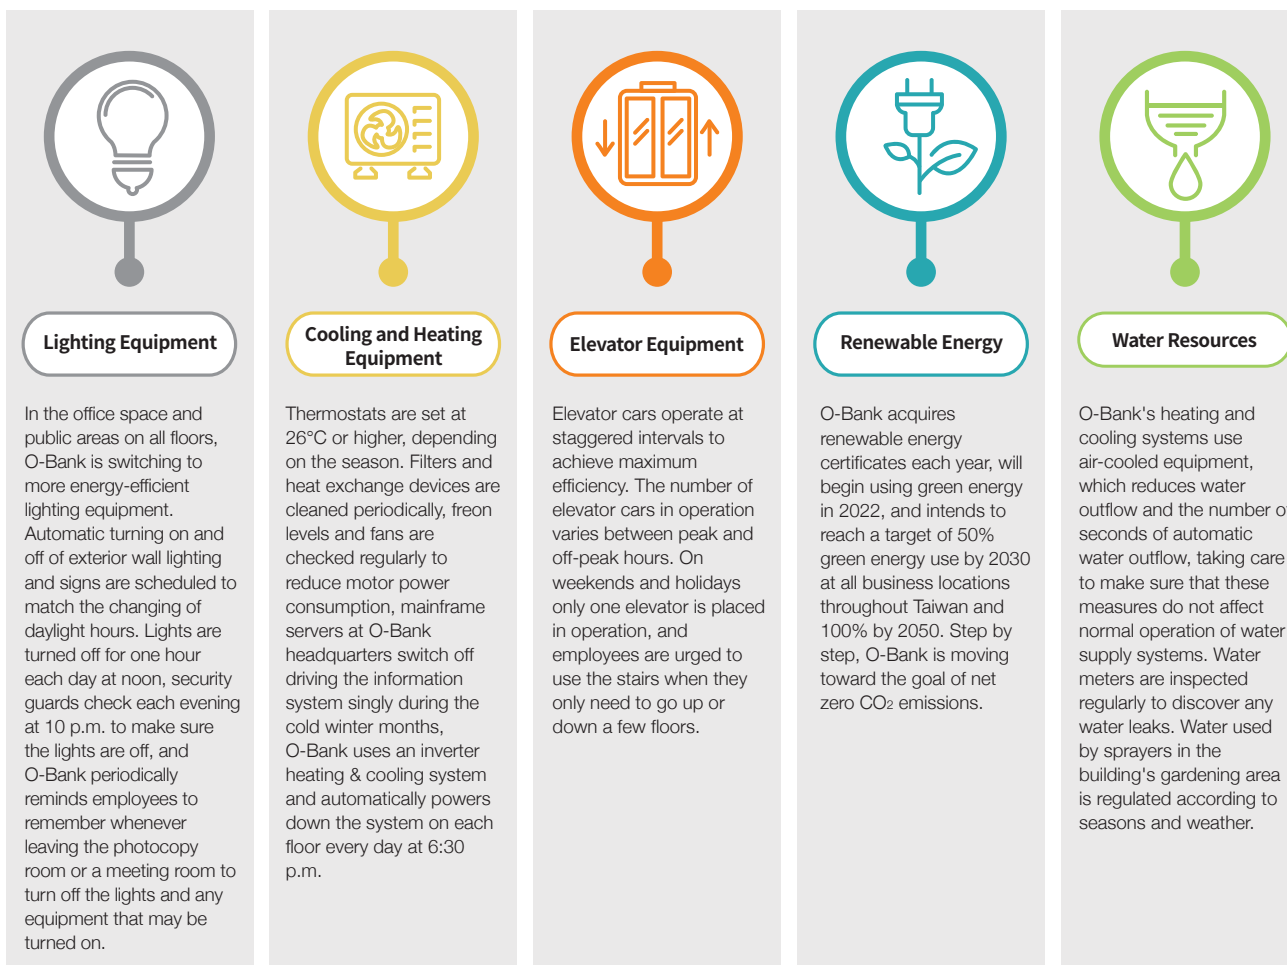 Lighting Equipment
In the office space and
public areas on all floors,
O-Bank is switching to
more energy-efficient
lighting equipment.
Automatic turning on and
off of exterior wall lighting
and signs are scheduled to
match the changing of
daylight hours. Lights are
turned off for one hour
each day at noon, security
guards check each evening
at 10 p.m. to make sure
the lights are off, and
O-Bank periodically
reminds employees to
remember whenever
leaving the photocopy
room or a meeting room to
turn off the lights and any
equipment that may be
turned on.
Cooling and Heating
Equipment
Thermostats are set at
26°C or higher, depending
on the season. Filters and
heat exchange devices are
cleaned periodically, freon
levels and fans are
checked regularly to
reduce motor power
consumption, mainframe
servers at O-Bank
headquarters switch off
driving the information
system singly during the
cold winter months,
O-Bank uses an inverter
heating & cooling system
and automatically powers
down the system on each
floor every day at 6:30
p.m.
Elevator Equipment
Elevator cars operate at
staggered intervals to
achieve maximum
efficiency. The number of
elevator cars in operation
varies between peak and
off-peak hours. On
weekends and holidays
only one elevator is placed
in operation, and
employees are urged to
use the stairs when they
only need to go up or
down a few floors.
Renewable Energy
O-Bank acquires
renewable energy
certificates each year, will
begin using green energy
in 2022, and intends to
reach a target of 50%
green energy use by 2030
at all business locations
throughout Taiwan and
100% by 2050. Step by
step, O-Bank is moving
toward the goal of net
zero CO2 emissions.
Water Resources
O-Bank's heating and
cooling systems use
air-cooled equipment,
which reduces water
outflow and the number of
seconds of automatic
water outflow, taking care
to make sure that these
measures do not affect
normal operation of water
supply systems. Water
meters are inspected
regularly to discover any
water leaks. Water used
by sprayers in the
building's gardening area
is regulated according to
seasons and weather.